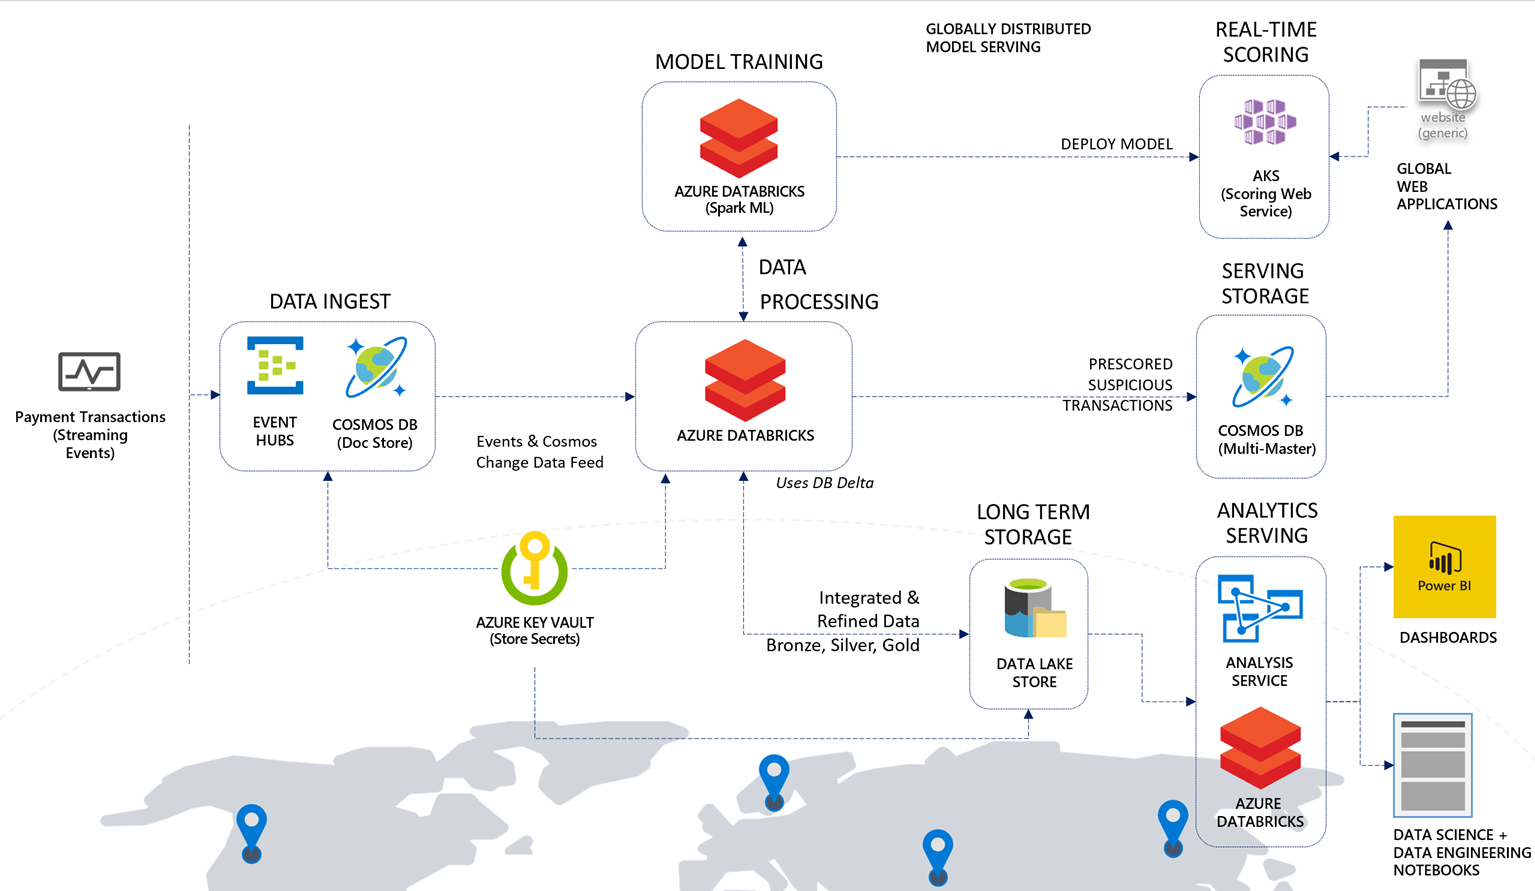 GLOBALLY DISTRIBUTED
MODEL SERVING
REAL-TIME
SCORING
MODEL TRAINING
AZURE DATABRICKS
(Spark ML)
DEPLOY MODEL
AKS
(Scoring Web
Service)
website
(generic)
GLOBAL
WEB
APPLICATIONS
DATA
PROCESSING
DATA INGEST
EVENT
HUBS
COSMOS DB
(Doc Store)
Payment Transactions
(Streaming
Events)
Events & Cosmos
Change Data Feed
AZURE DATABRICKS
Uses DB Delta
PRESCORED
SUSPICIOUS
TRANSACTIONS
SERVING
STORAGE
COSMOS DB
(Multi-Master)
AZURE KEY VAULT
(Store Secrets)
Integrated &
Refined Data
Bronze, Silver, Gold
LONG TERM
STORAGE
DATA LAKE
STORE
ANALYTICS
SERVING
ANALYSIS
SERVICE
AZURE
DATABRICKS
Power BI
DASHBOARDS
DATA SCIENCE +
DATA ENGINEERING
NOTEBOOKS